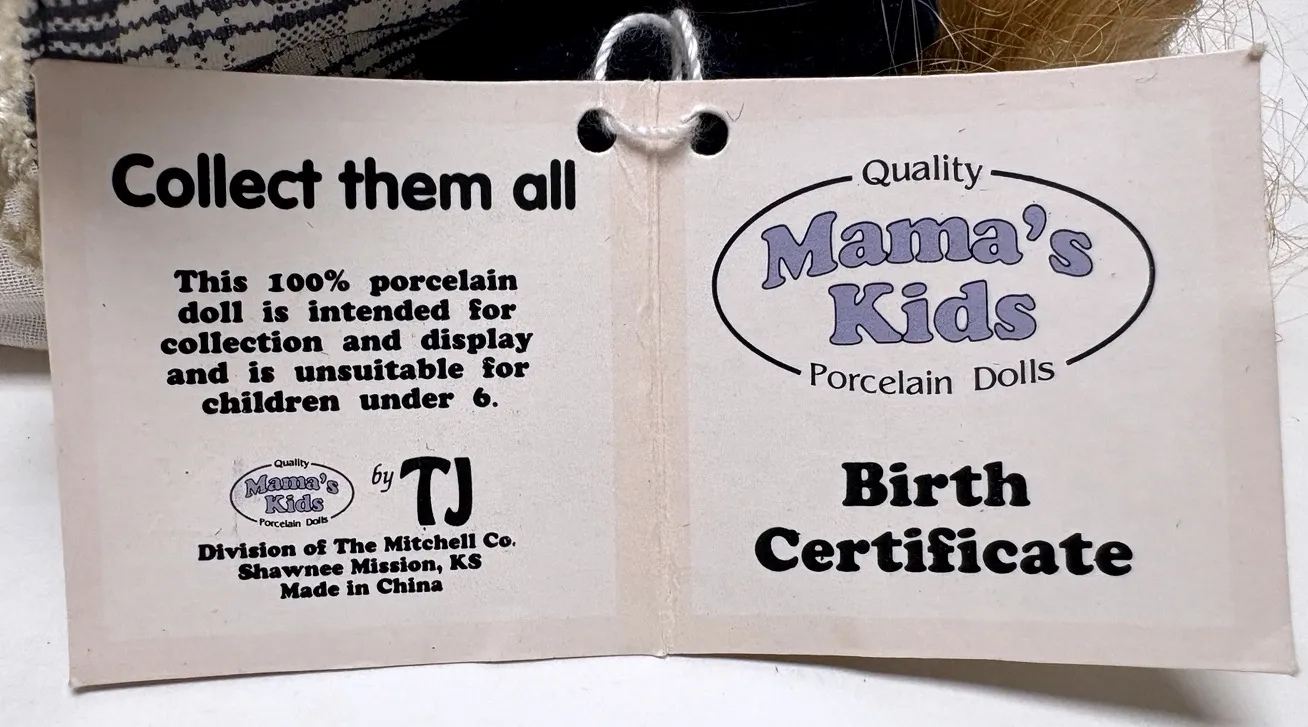 Collect them all
This 100% porcelain
doll is intended for
collection and display
and is unsuitable for
children under 6.
Quality
Mama's
Kids
Porcelain Dolls
by TJ
Division of The Mitchell Co.
Shawnee Mission, KS
Made in China
Quality
Mama's
Kids
Porcelain Dolls
Birth
Certificate